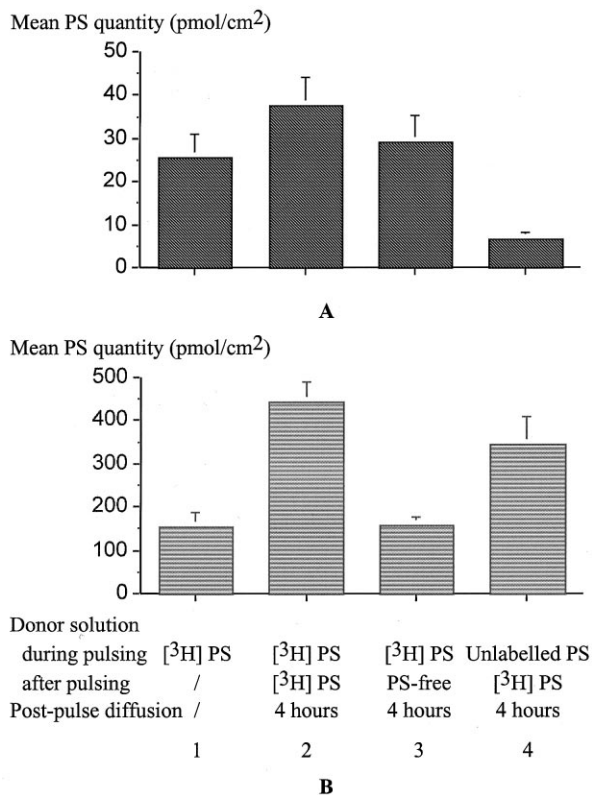 Mean PS quantity (pmol/cm2)
50
40
30
20
10
0
A
Mean PS quantity (pmol/cm2)
500
400
300
200
100
0
Donor solution
during pulsing [3H] PS [3H] PS [3H] PS Unlabelled PS
after pulsing / [3H] PS PS-free [3H] PS
Post-pulse diffusion / 4 hours 4 hours 4 hours
1 2 3 4
B